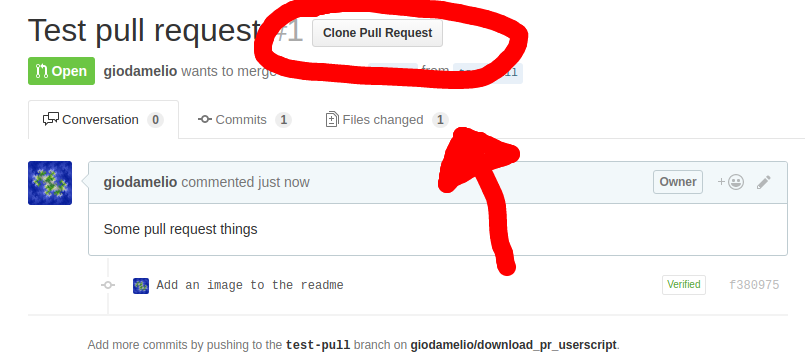 Test pull request #1 Clone Pull Request
Open giodamelio wants to merge from
Conversation 0 Commits 1 Files changed 1
giodamelio commented just now Owner
Some pull request things
Add an image to the readme Verified f380975
Add more commits by pushing to the test-pull branch on giodamelio/download_pr_userscript.